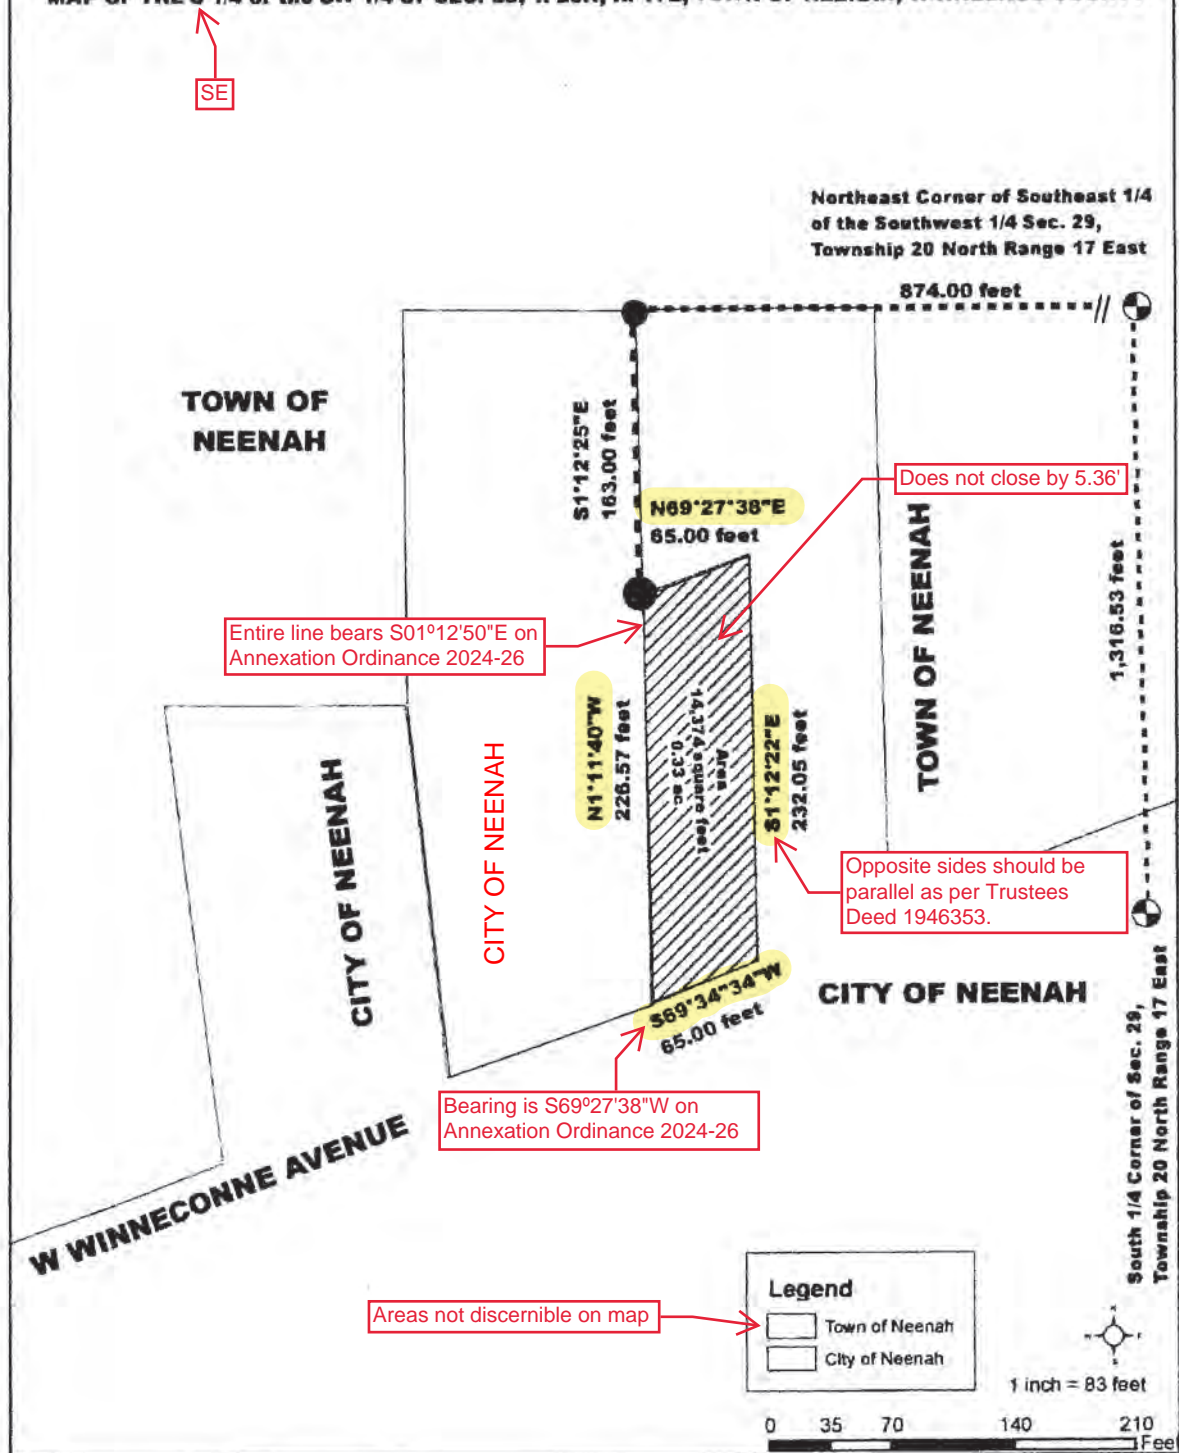 SE
Northeast Corner of Southeast 1/4
of the Southwest 1/4 Sec. 29,
Township 20 North Range 17 East
874.00 feet
TOWN OF
NEENAH
S1°12'25"E
163.00 feet
Does not close by 5.36'
N69°27'38"E
65.00 feet
TOWN OF NEENAH
1,316.53 feet
Entire line bears S01º12'50"E on
Annexation Ordinance 2024-26
N1°11'40"W
226.57 feet
Area
14,374 square feet
0.33 ac
S1°12'22"E
232.05 feet
CITY OF NEENAH
CITY OF NEENAH
Opposite sides should be
parallel as per Trustees
Deed 1946353.
S69°34'34"W
65.00 feet
CITY OF NEENAH
Bearing is S69º27'38"W on
Annexation Ordinance 2024-26
W WINNECONNE AVENUE
South 1/4 Corner of Sec. 29,
Township 20 North Range 17 East
Legend
Town of Neenah
City of Neenah
Areas not discernible on map
1 inch = 83 feet
0 35 70 140 210
Feet